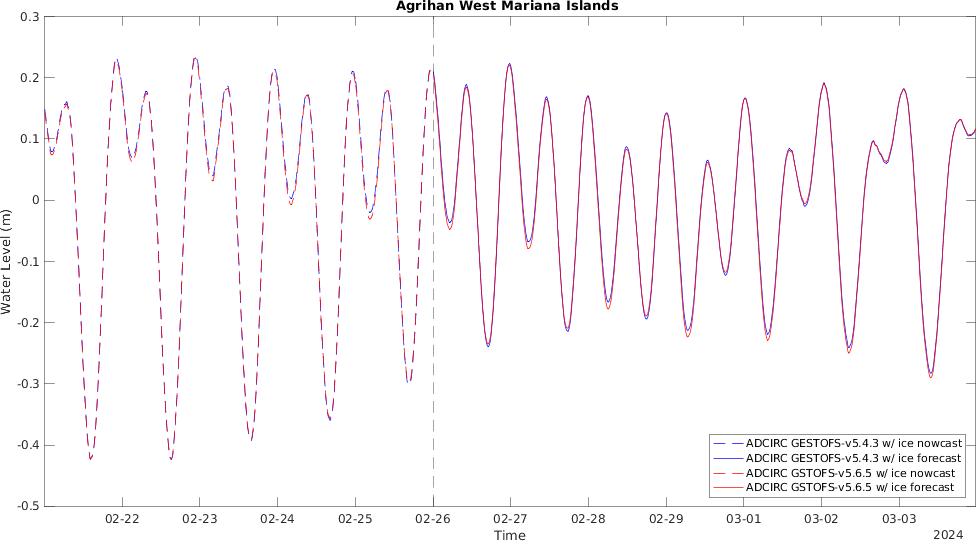 Agrihan West Mariana Islands
Water Level (m)
0.3
0.2
0.1
0
-0.1
-0.2
-0.3
-0.4
-0.5
ADCIRC GESTOFS-v5.4.3 w/ ice nowcast
ADCIRC GESTOFS-v5.4.3 w/ ice forecast
ADCIRC GSTOFS-v5.6.5 w/ ice nowcast
ADCIRC GSTOFS-v5.6.5 w/ ice forecast
02-22 02-23 02-24 02-25 02-26 02-27 02-28 02-29 03-01 03-02 03-03
Time
2024